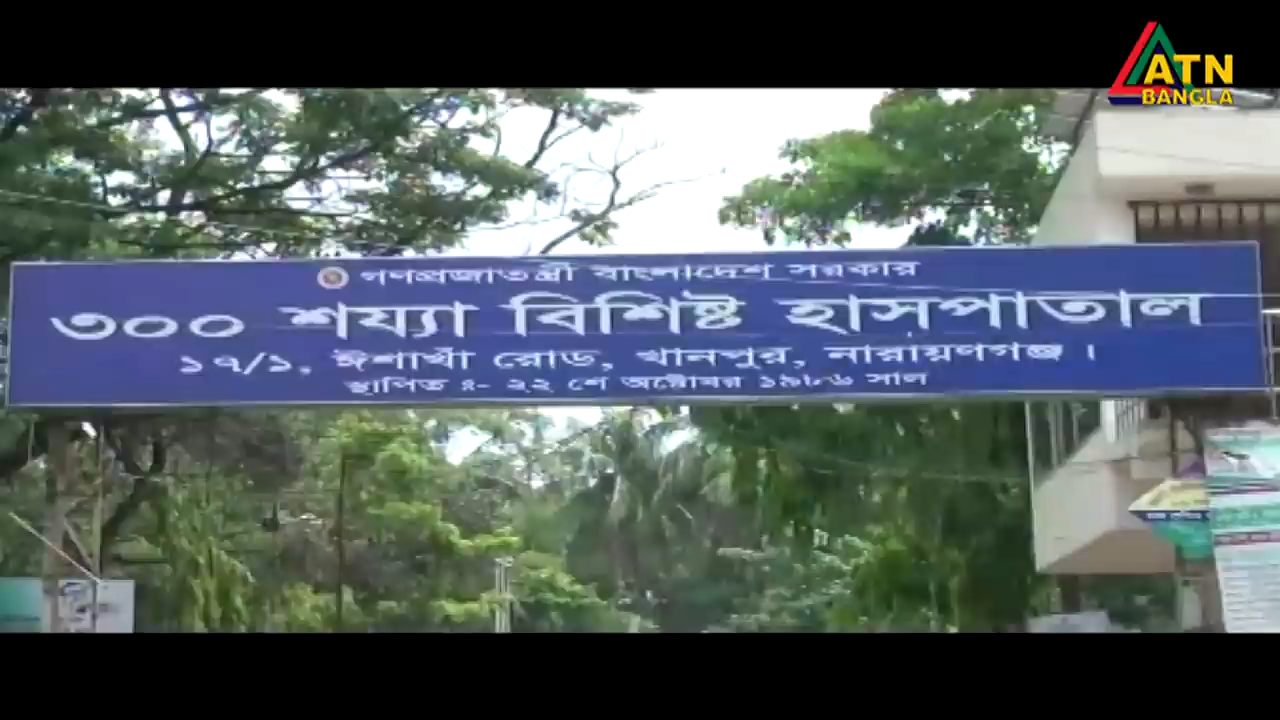 ATN
BANGLA
গণপ্রজাতন্ত্রী বাংলাদেশ সরকার
৩০০ শয্যা বিশিষ্ট হাসপাতাল
১৭/১, ঈশাখাঁ রোড, খানপুর, নারায়ণগঞ্জ ।
স্থাপিত ঃ- ২২ শে অক্টোবর ১৯৮৬ সাল